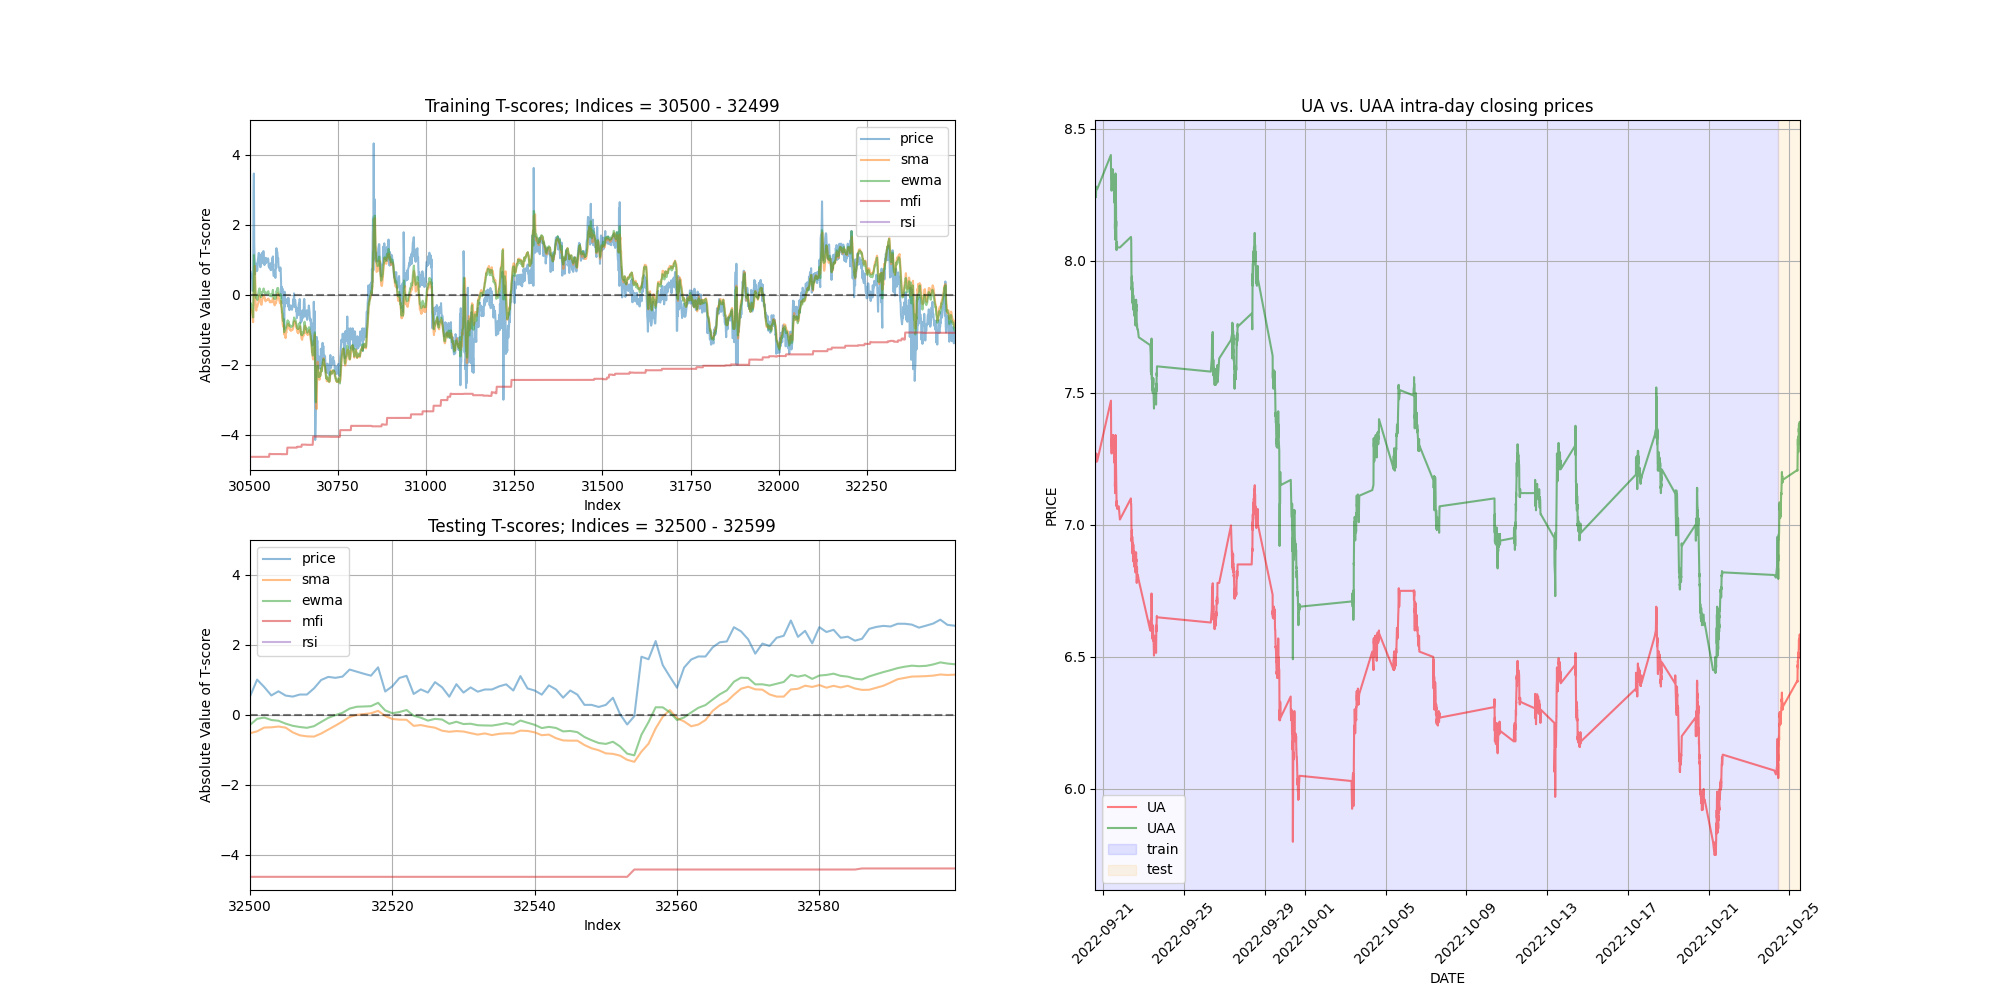 Training T-scores; Indices = 30500 - 32499
Absolute Value of T-score
4
2
0
−2
−4
price
sma
ewma
mfi
rsi
30500 30750 31000 31250 31500 31750 32000 32250
Index
Testing T-scores; Indices = 32500 - 32599
Absolute Value of T-score
4
2
0
−2
−4
price
sma
ewma
mfi
rsi
32500 32520 32540 32560 32580
Index
UA vs. UAA intra-day closing prices
PRICE
8.5
8.0
7.5
7.0
6.5
6.0
UA
UAA
train
test
2022-09-21 2022-09-25 2022-09-29 2022-10-01 2022-10-05 2022-10-09 2022-10-13 2022-10-17 2022-10-21 2022-10-25
DATE